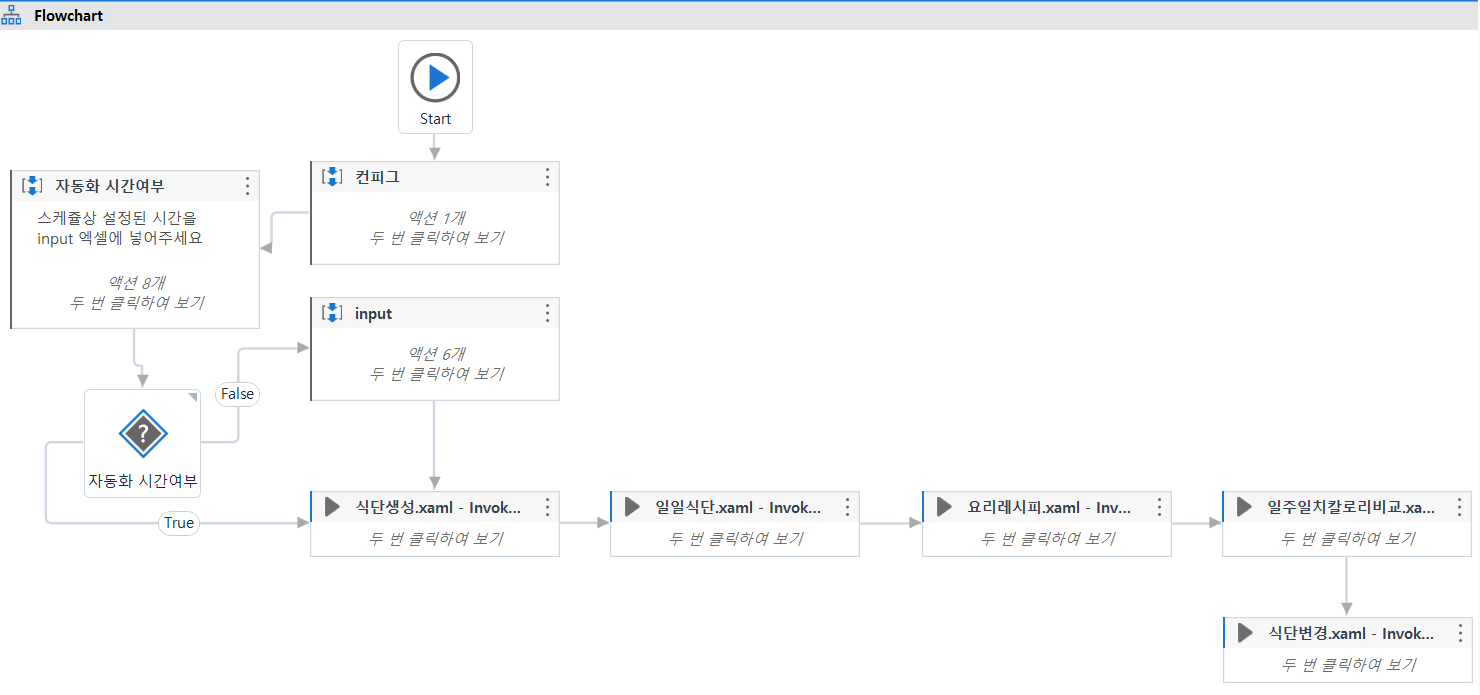 Flowchart
Start
컨피그
액션 1개
두 번 클릭하여 보기
자동화 시간여부
스케쥴상 설정된 시간을
input 엑셀에 넣어주세요
액션 8개
두 번 클릭하여 보기
input
액션 6개
두 번 클릭하여 보기
False
?
자동화 시간여부
True
식단생성.xaml - Invok...
두 번 클릭하여 보기
일일식단.xaml - Invok...
두 번 클릭하여 보기
요리레시피.xaml - Inv...
두 번 클릭하여 보기
일주일치칼로리비교.xa...
두 번 클릭하여 보기
식단변경.xaml - Invok...
두 번 클릭하여 보기